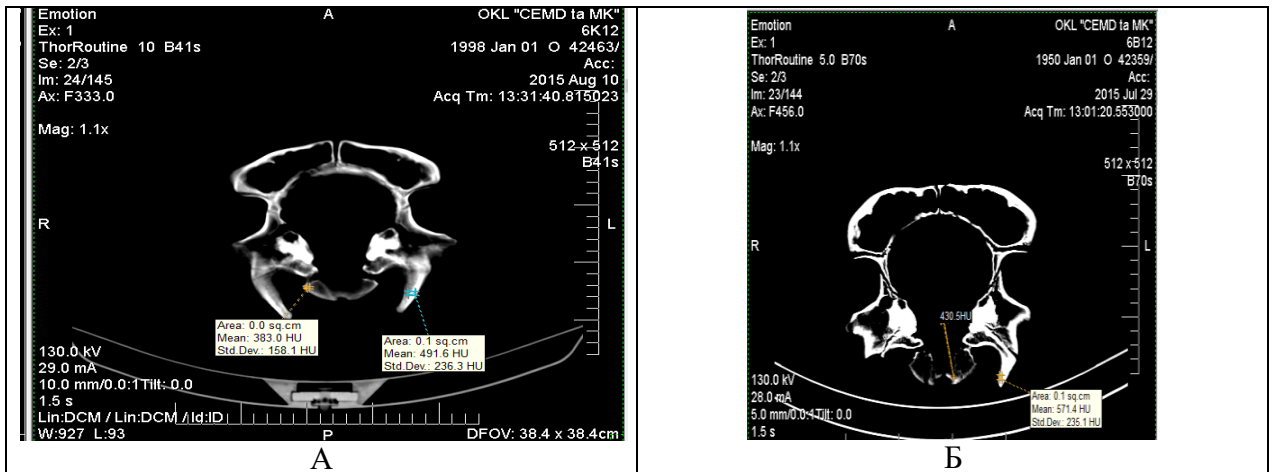 Emotion
A
OKL "CEMD ta MK"
Ex: 1
6K12
ThorRoutine 10 B41s
1998 Jan 01 O 42463/
Se: 2/3
Acc:
Im: 24/145
2015 Aug 10
Ax: F333.0
Acq Tm: 13:31:40.815023
Mag: 1.1x
512 x 512
B41s
R
L
Area: 0.0 sq.cm
Mean: 383.0 HU
Std.Dev.: 158.1 HU
Area: 0.1 sq.cm
Mean: 491.6 HU
Std.Dev.: 236.3 HU
130.0 kV
29.0 mA
10.0 mm/0.0:1Tilt: 0.0
1.5 s
Lin:DCM / Lin:DCM / Id:ID
W:927 L:93
P
DFOV: 38.4 x 38.4cm
А
Emotion
A
OKL "CEMD ta MK"
Ex: 1
6B12
ThorRoutine 5.0 B70s
1950 Jan 01 O 42359/
Se: 2/3
Acc:
Im: 23/144
2015 Jul 29
Ax: F456.0
Acq Tm: 13:01:20.553000
Mag: 1.1x
512 x 512
B70s
R
L
430.5HU
130.0 kV
28.0 mA
5.0 mm/0.0:1Tilt: 0.0
1.5 s
Area: 0.1 sq.cm
Mean: 571.4 HU
Std.Dev.: 235.1 HU
Б